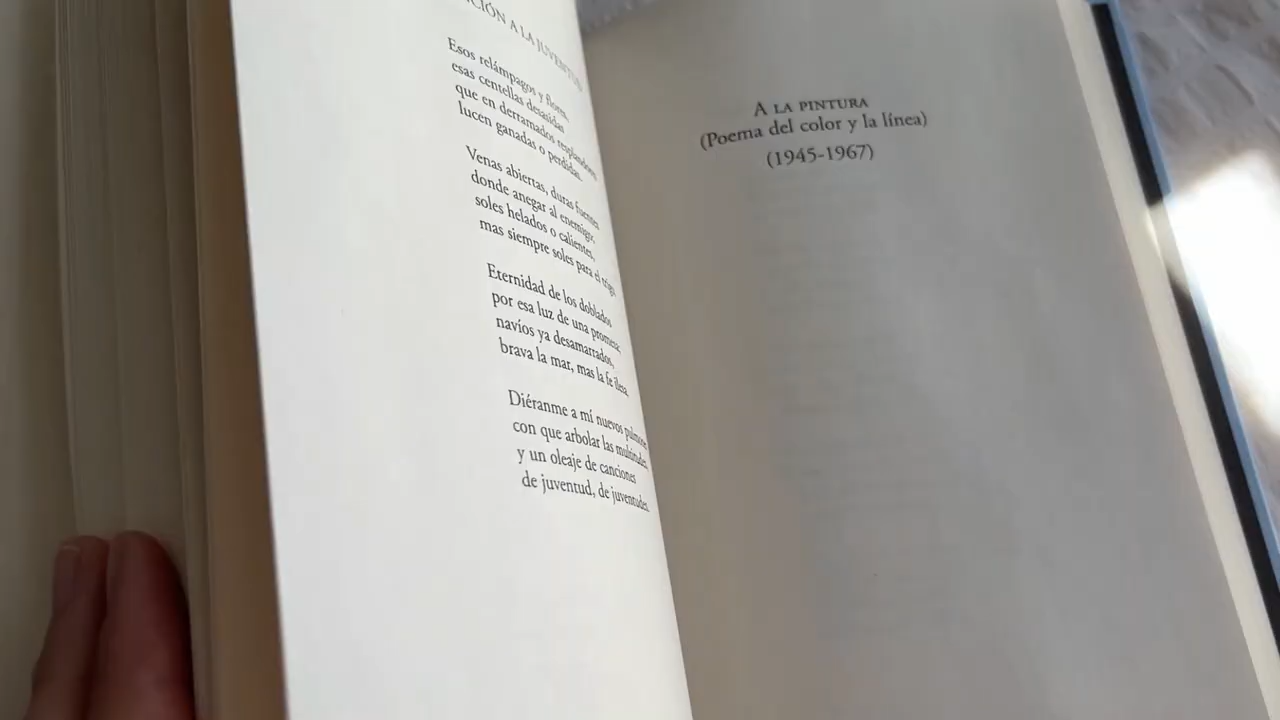 CIÓN A LA JUVENTUD
Esos relámpagos y flores,
esas centellas desasidas
que en derramados resplandores
lucen ganadas o perdidas.
Venas abiertas, duras fuentes
donde anegar al enemigo,
soles helados o calientes,
mas siempre soles para el trigo.
Eternidad de los doblados
por esa luz de una promesa:
navíos ya desamarrados,
brava la mar, mas la fe ilesa.
Diéranme a mí nuevos pulmones
con que arbolar las multitudes,
y un oleaje de canciones
de juventud, de juventudes.
A LA PINTURA
(Poema del color y la línea)
(1945-1967)